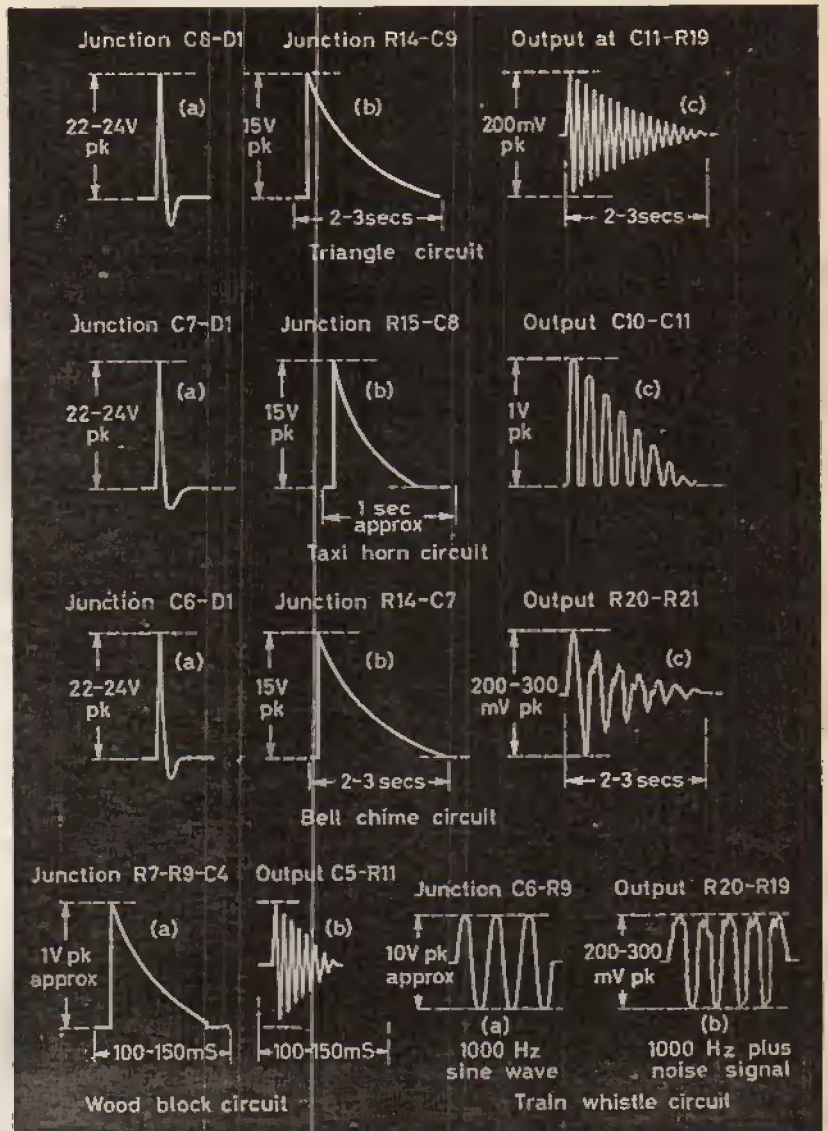 Junction C8-D1
Junction R14-C9
Output at C11-R19
22-24V
pk
(a)
15V
pk
(b)
2-3secs
200mV
pk
(c)
2-3secs
Triangle circuit
Junction C7-D1
Junction R15-C8
Output C10-C11
22-24V
pk
(a)
15V
pk
(b)
1 sec
approx
1V
pk
(c)
Taxi horn circuit
Junction C6-D1
Junction R14-C7
Output R20-R21
22-24V
pk
(a)
15V
pk
(b)
2-3 secs
200-300
mV pk
(c)
2-3 secs
Bell chime circuit
Junction R7-R9-C4
Output C5-R11
Junction C6-R9
Output R20-R19
1V pk
approx
(a)
100-150mS
(b)
100-150mS
10V pk
approx
(a)
1000 Hz
sine wave
200-300
mV pk
(b)
1000 Hz plus
noise signal
Wood block circuit
Train whistle circuit